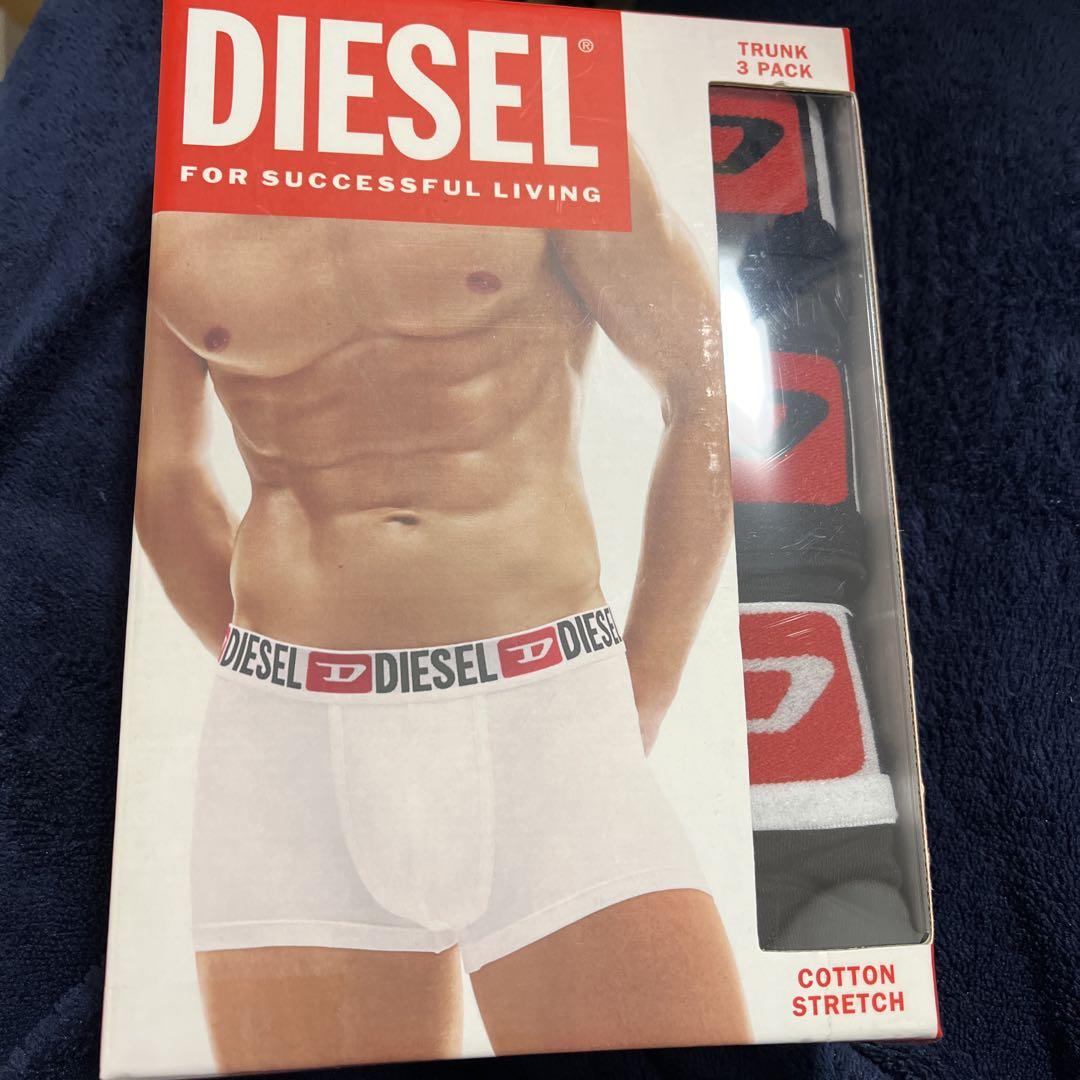 DIESEL®
FOR SUCCESSFUL LIVING
TRUNK
3 PACK
D
D
D
DIESEL D DIESEL D DIESEL
COTTON
STRETCH